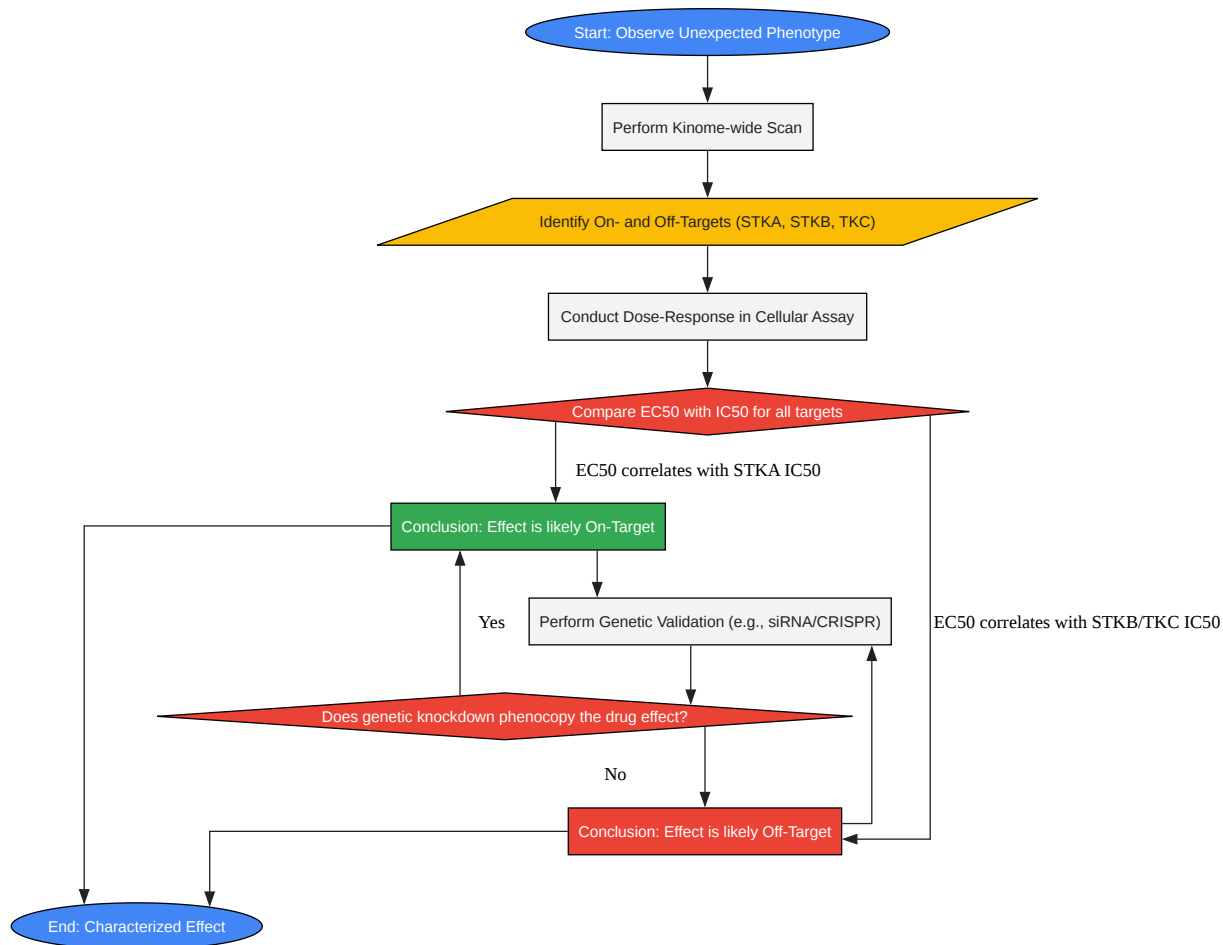 Start: Observe Unexpected Phenotype
Perform Kinome-wide Scan
Identify On- and Off-Targets (STKA, STKB, TKC)
Conduct Dose-Response in Cellular Assay
Compare EC50 with IC50 for all targets
EC50 correlates with STKA IC50
Conclusion: Effect is likely On-Target
Perform Genetic Validation (e.g., siRNA/CRISPR)
Yes
EC50 correlates with STKB/TKC IC50
Does genetic knockdown phenocopy the drug effect?
No
Conclusion: Effect is likely Off-Target
End: Characterized Effect